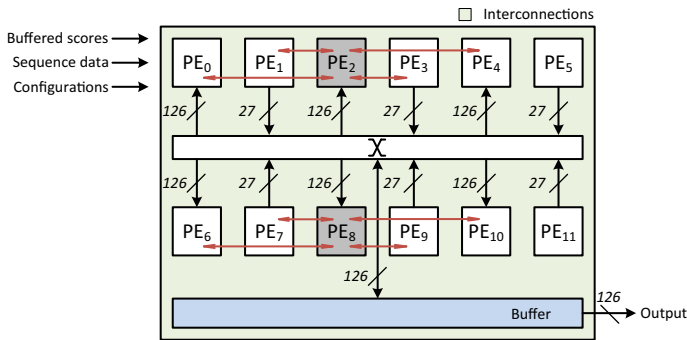 Interconnections
Buffered scores
Sequence data
Configurations
PE0 PE1 PE2 PE3 PE4 PE5
126 27 126 27 126 27
126 27 126 27 126 27
PE6 PE7 PE8 PE9 PE10 PE11
126
126
Buffer Output